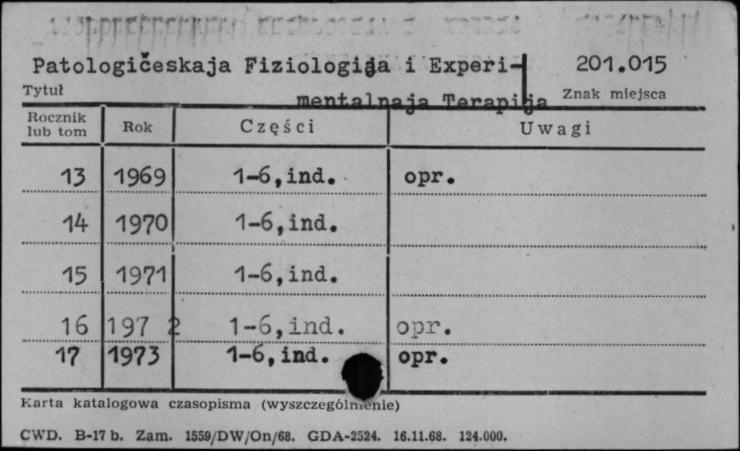 Patologičeskaja Fiziologija i Experi- 201.015
Tytuł mentalnaja Terapija Znak miejsca
Rocznik lub tom Rok Części Uwagi
13 1969 1-6,ind. opr.
14 1970 1-6,ind.
15 1971 1-6,ind.
16 197 2 1-6,ind. opr.
17 1973 1-6,ind. opr.
Karta katalogowa czasopisma (wyszczególnienie)
CWD. B-17 b. Zam. 1559/DW/On/68. GDA-2524. 16.11.68. 124.000.